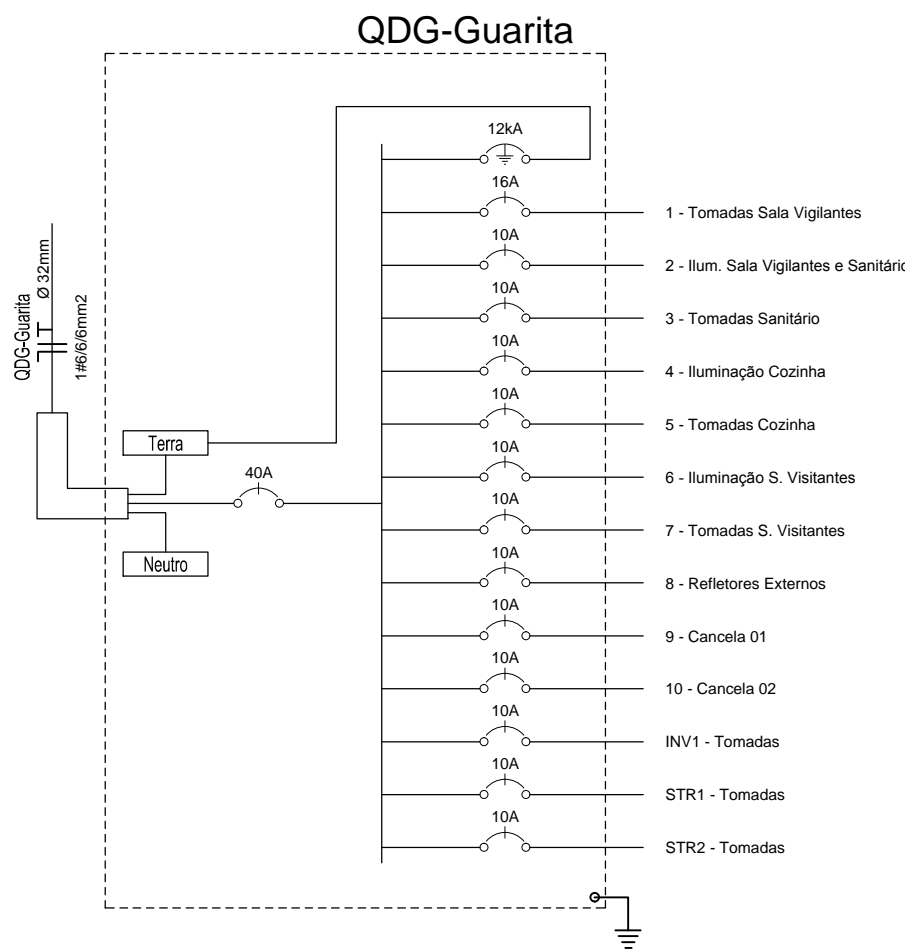 QDG-Guarita
12kA
16A
1 - Tomadas Sala Vigilantes
10A
2 - Ilum. Sala Vigilantes e Sanitário
10A
3 - Tomadas Sanitário
10A
4 - Iluminação Cozinha
10A
5 - Tomadas Cozinha
10A
6 - Iluminação S. Visitantes
10A
7 - Tomadas S. Visitantes
10A
8 - Refletores Externos
10A
9 - Cancela 01
10A
10 - Cancela 02
10A
INV1 - Tomadas
10A
STR1 - Tomadas
10A
STR2 - Tomadas
QDG-Guarita
Ø 32mm
1#6/6/6mm2
Terra
40A
Neutro